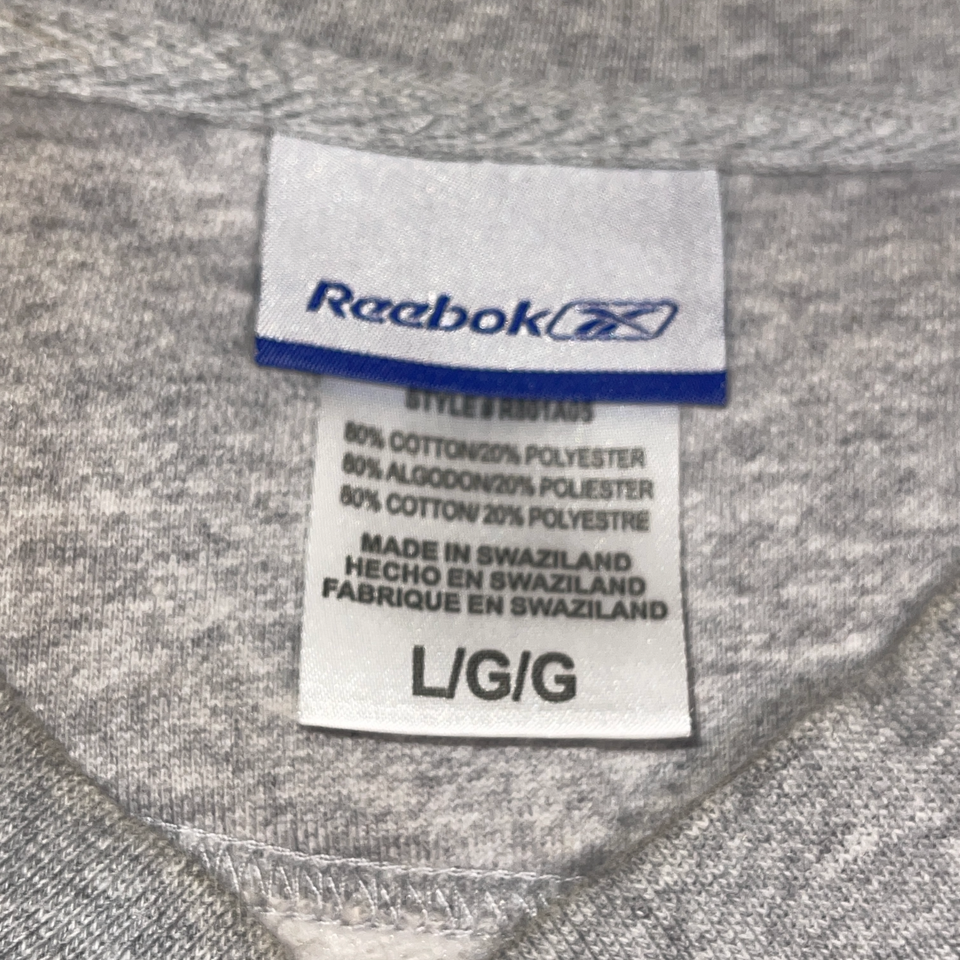 Reebok
STYLE # R801A05
80% COTTON/20% POLYESTER
80% ALGODON/20% POLIESTER
80% COTTON/ 20% POLYESTRE
MADE IN SWAZILAND
HECHO EN SWAZILAND
FABRIQUE EN SWAZILAND
L/G/G